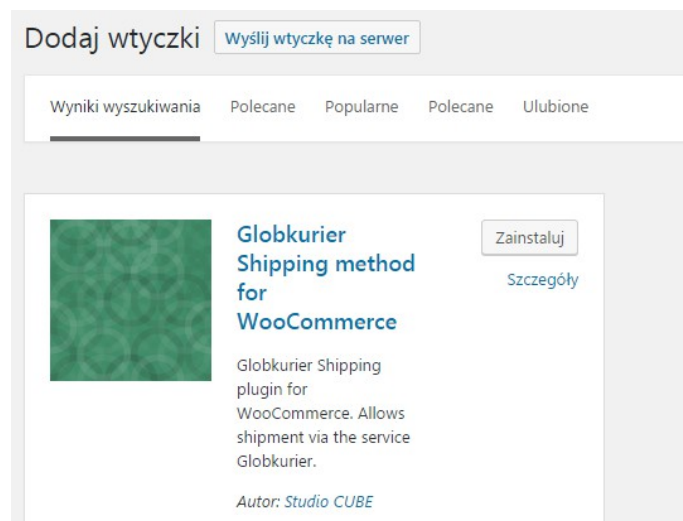 Dodaj wtyczki Wyślij wtyczkę na serwer
Wyniki wyszukiwania Polecane Popularne Polecane Ulubione
Globkurier
Shipping method
for
WooCommerce
Zainstaluj
Szczegóły
Globkurier Shipping
plugin for
WooCommerce. Allows
shipment via the service
Globkurier.
Autor: Studio CUBE